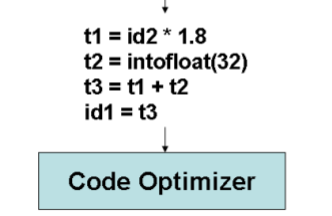 t1 = id2 * 1.8
t2 = intofloat(32)
t3 = t1 + t2
id1 = t3
Code Optimizer